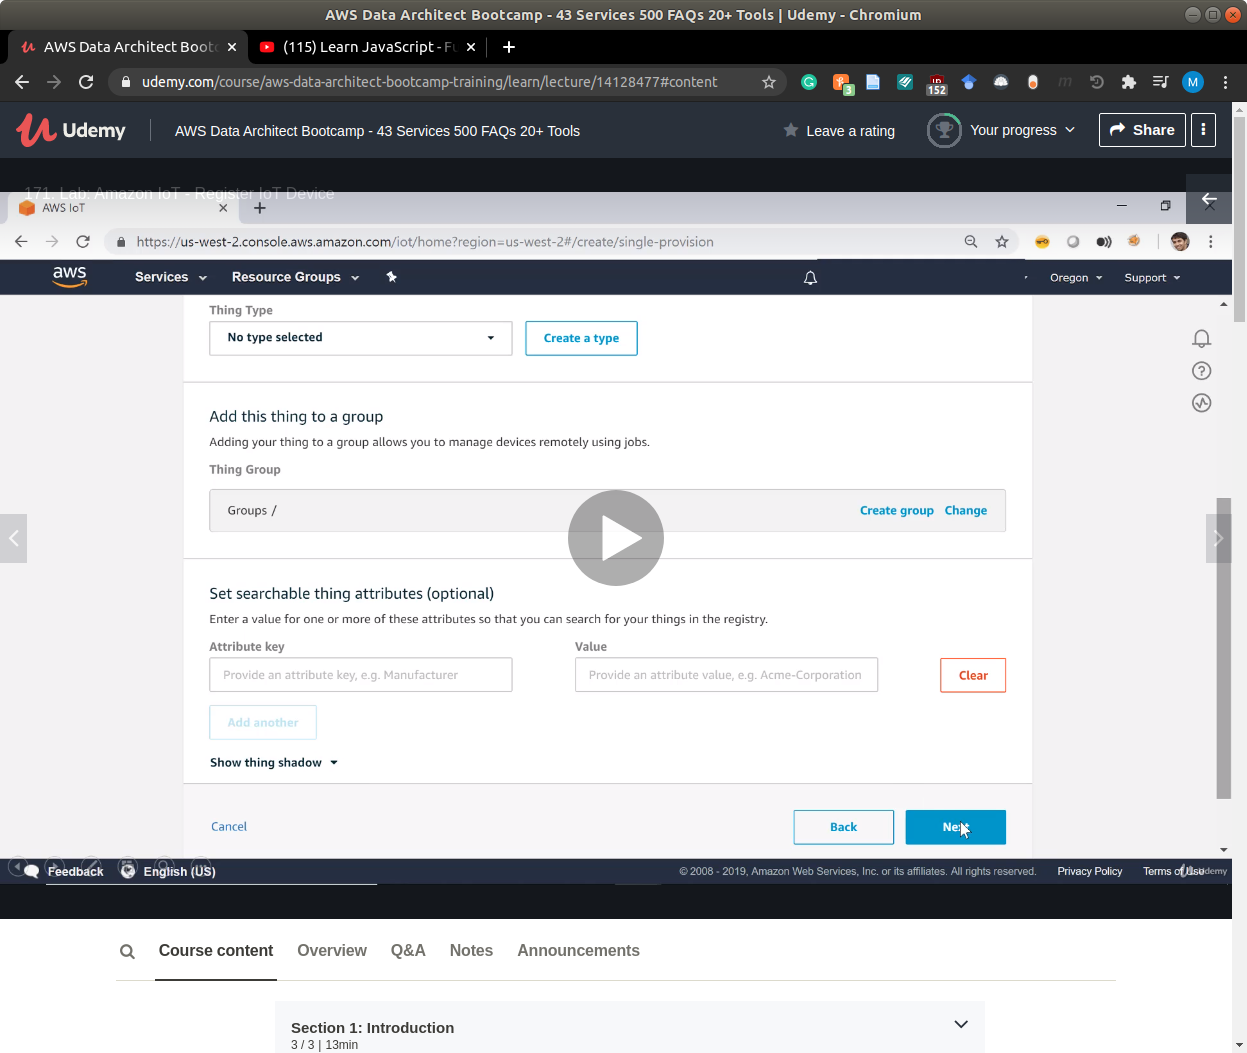 AWS Data Architect Bootcamp - 43 Services 500 FAQs 20+ Tools | Udemy - Chromium
AWS Data Architect Bootc
(115) Learn JavaScript - Fu
udemy.com/course/aws-data-architect-bootcamp-training/learn/lecture/14128477#content
3
152
M
Udemy
AWS Data Architect Bootcamp - 43 Services 500 FAQs 20+ Tools
Leave a rating
Your progress
Share
171. Lab: Amazon IoT - Register IoT Device
AWS IoT
https://us-west-2.console.aws.amazon.com/iot/home?region=us-west-2#/create/single-provision
aws
Services
Resource Groups
Oregon
Support
Thing Type
No type selected
Create a type
Add this thing to a group
Adding your thing to a group allows you to manage devices remotely using jobs.
Thing Group
Groups /
Create group
Change
Set searchable thing attributes (optional)
Enter a value for one or more of these attributes so that you can search for your things in the registry.
Attribute key
Value
Provide an attribute key, e.g. Manufacturer
Provide an attribute value, e.g. Acme-Corporation
Clear
Add another
Show thing shadow
Cancel
Back
Next
Feedback
English (US)
© 2008 - 2019, Amazon Web Services, Inc. or its affiliates. All rights reserved.
Privacy Policy
Terms of Use
Udemy
Course content
Overview
Q&A
Notes
Announcements
Section 1: Introduction
3 / 3 | 13min